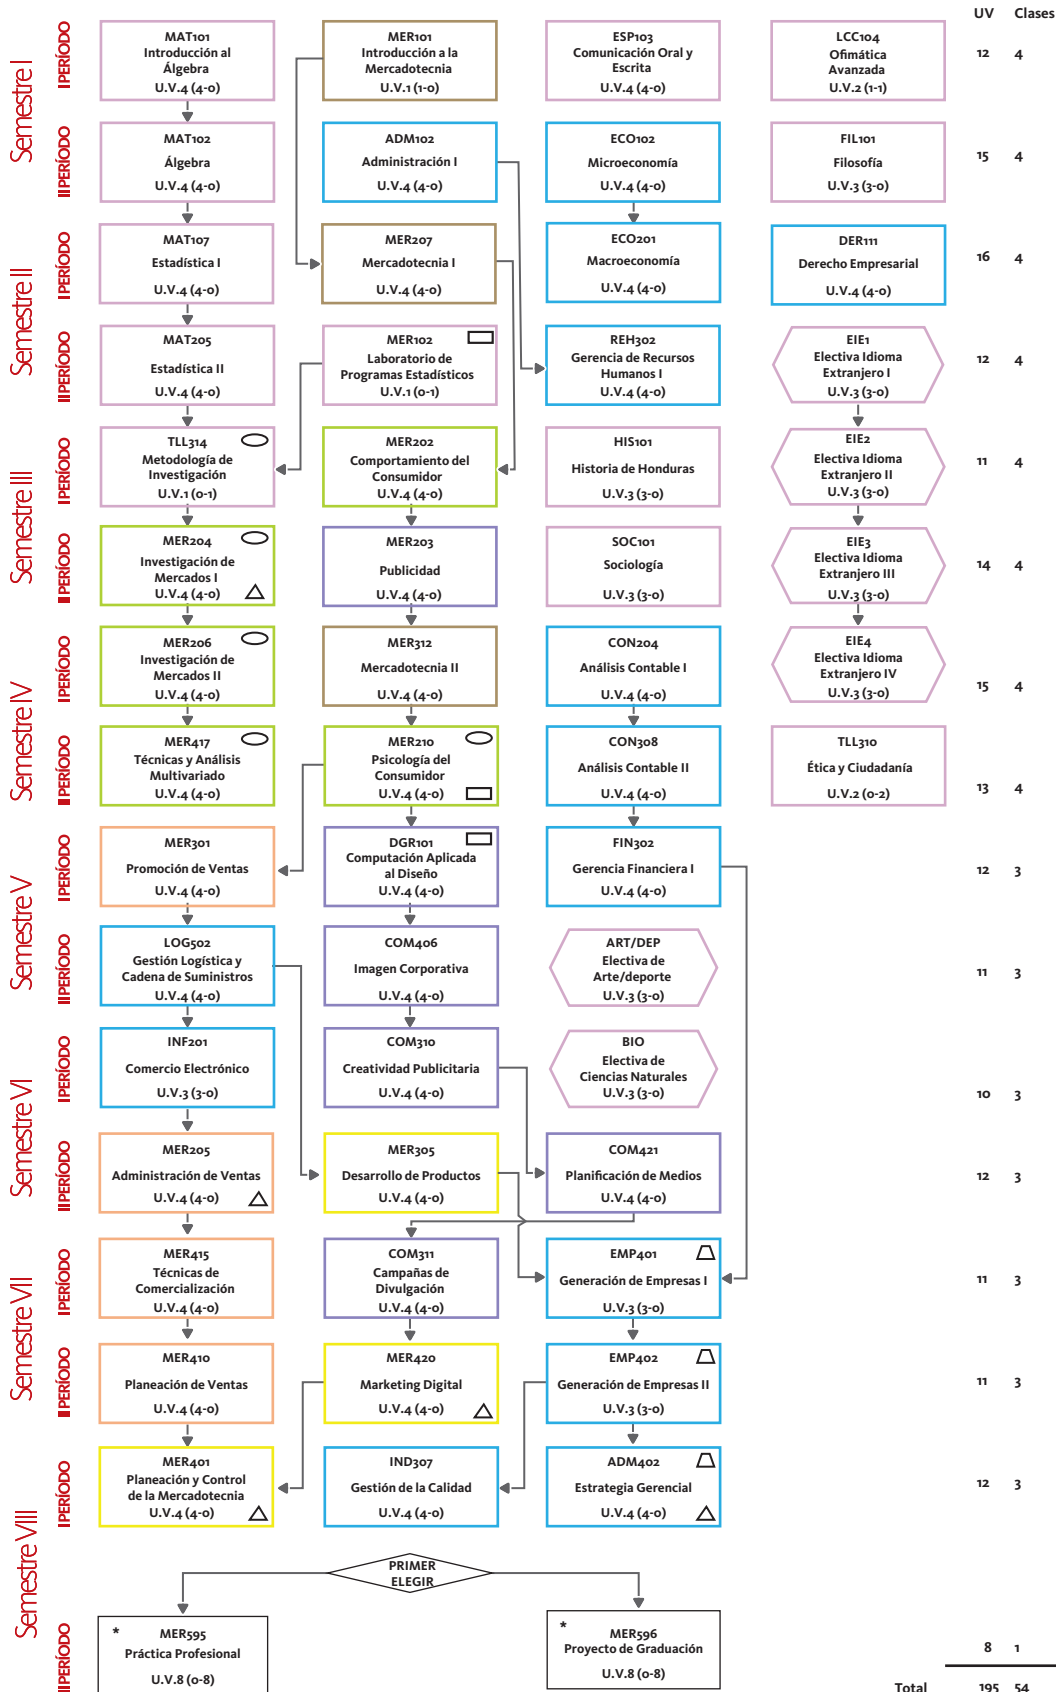 UV Clases
Semestre I
I PERÍODO
MAT101
Introducción al
Álgebra
U.V.4 (4-0)
MER101
Introducción a la
Mercadotecnia
U.V.1 (1-0)
ESP103
Comunicación Oral y
Escrita
U.V.4 (4-0)
LCC104
Ofimática
Avanzada
U.V.2 (1-1)
12 4
II PERÍODO
MAT102
Álgebra
U.V.4 (4-0)
ADM102
Administración I
U.V.4 (4-0)
ECO102
Microeconomía
U.V.4 (4-0)
FIL101
Filosofía
U.V.3 (3-0)
15 4
Semestre II
I PERÍODO
MAT107
Estadística I
U.V.4 (4-0)
MER207
Mercadotecnia I
U.V.4 (4-0)
ECO201
Macroeconomía
U.V.4 (4-0)
DER111
Derecho Empresarial
U.V.4 (4-0)
16 4
II PERÍODO
MAT205
Estadística II
U.V.4 (4-0)
MER102
Laboratorio de
Programas Estadísticos
U.V.1 (0-1)
REH302
Gerencia de Recursos
Humanos I
U.V.4 (4-0)
EIE1
Electiva Idioma
Extranjero I
U.V.3 (3-0)
12 4
Semestre III
I PERÍODO
TLL314
Metodología de
Investigación
U.V.1 (0-1)
MER202
Comportamiento del
Consumidor
U.V.4 (4-0)
HIS101
Historia de Honduras
U.V.3 (3-0)
EIE2
Electiva Idioma
Extranjero II
U.V.3 (3-0)
11 4
II PERÍODO
MER204
Investigación de
Mercados I
U.V.4 (4-0)
MER203
Publicidad
U.V.4 (4-0)
SOC101
Sociología
U.V.3 (3-0)
EIE3
Electiva Idioma
Extranjero III
U.V.3 (3-0)
14 4
Semestre IV
I PERÍODO
MER206
Investigación de
Mercados II
U.V.4 (4-0)
MER312
Mercadotecnia II
U.V.4 (4-0)
CON204
Análisis Contable I
U.V.4 (4-0)
EIE4
Electiva Idioma
Extranjero IV
U.V.3 (3-0)
15 4
II PERÍODO
MER417
Técnicas y Análisis
Multivariado
U.V.4 (4-0)
MER210
Psicología del
Consumidor
U.V.4 (4-0)
CON308
Análisis Contable II
U.V.4 (4-0)
TLL310
Ética y Ciudadanía
U.V.2 (0-2)
13 4
Semestre V
I PERÍODO
MER301
Promoción de Ventas
U.V.4 (4-0)
DGR101
Computación Aplicada
al Diseño
U.V.4 (4-0)
FIN302
Gerencia Financiera I
U.V.4 (4-0)
12 3
II PERÍODO
LOG502
Gestión Logística y
Cadena de Suministros
U.V.4 (4-0)
COM406
Imagen Corporativa
U.V.4 (4-0)
ART/DEP
Electiva de
Arte/deporte
U.V.3 (3-0)
11 3
Semestre VI
I PERÍODO
INF201
Comercio Electrónico
U.V.3 (3-0)
COM310
Creatividad Publicitaria
U.V.4 (4-0)
BIO
Electiva de
Ciencias Naturales
U.V.3 (3-0)
10 3
II PERÍODO
MER205
Administración de Ventas
U.V.4 (4-0)
MER305
Desarrollo de Productos
U.V.4 (4-0)
COM421
Planificación de Medios
U.V.4 (4-0)
12 3
Semestre VII
I PERÍODO
MER415
Técnicas de
Comercialización
U.V.4 (4-0)
COM311
Campañas de
Divulgación
U.V.4 (4-0)
EMP401
Generación de Empresas I
U.V.3 (3-0)
11 3
II PERÍODO
MER410
Planeación de Ventas
U.V.4 (4-0)
MER420
Marketing Digital
U.V.4 (4-0)
EMP402
Generación de Empresas II
U.V.3 (3-0)
11 3
Semestre VIII
I PERÍODO
MER401
Planeación y Control
de la Mercadotecnia
U.V.4 (4-0)
IND307
Gestión de la Calidad
U.V.4 (4-0)
ADM402
Estrategia Gerencial
U.V.4 (4-0)
12 3
PRIMER
ELEGIR
II PERÍODO
* MER595
Práctica Profesional
U.V.8 (0-8)
* MER596
Proyecto de Graduación
U.V.8 (0-8)
8 1
Total 195 54